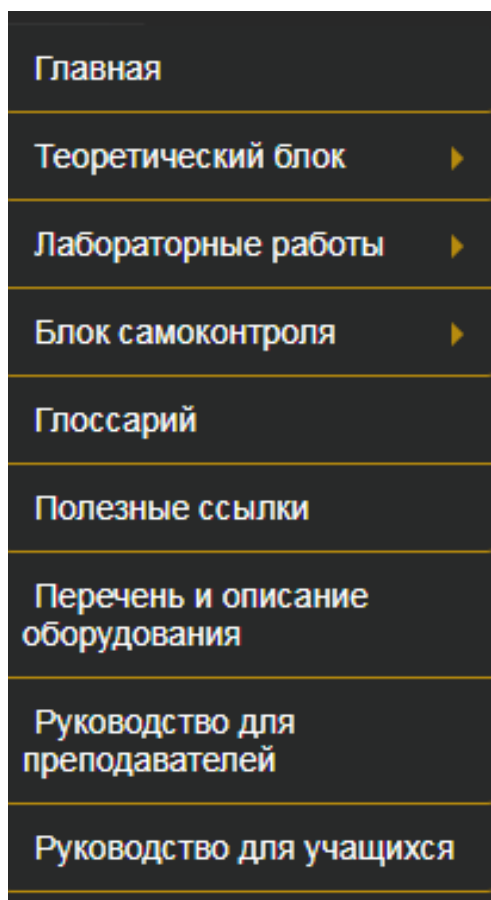 Главная
Теоретический блок
Лабораторные работы
Блок самоконтроля
Глоссарий
Полезные ссылки
Перечень и описание
оборудования
Руководство для
преподавателей
Руководство для учащихся